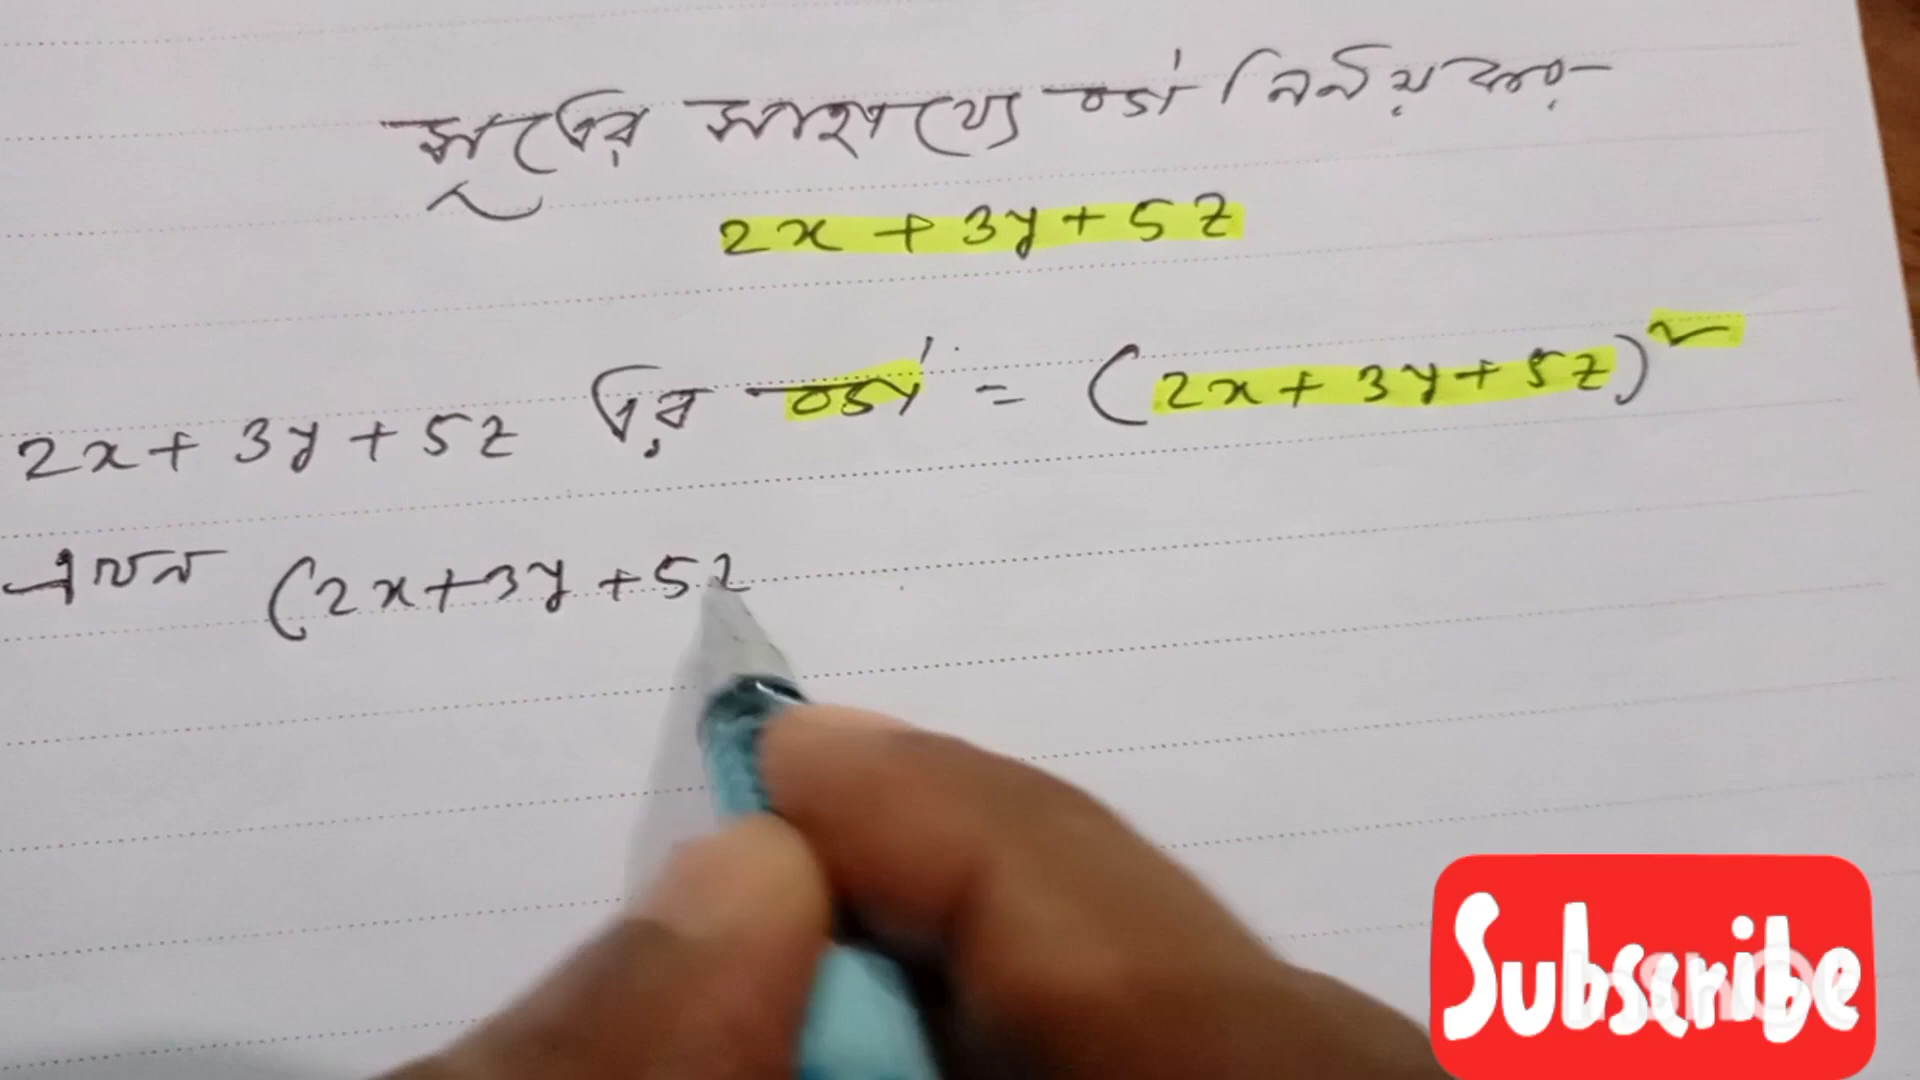 সূত্রের সাহায্যে বর্গ নির্নয় কর
2x + 3y + 5z
2x + 3y + 5z এর বর্গ = (2x + 3y + 5z)²
এখন (2x + 3y + 5z
Subscribe